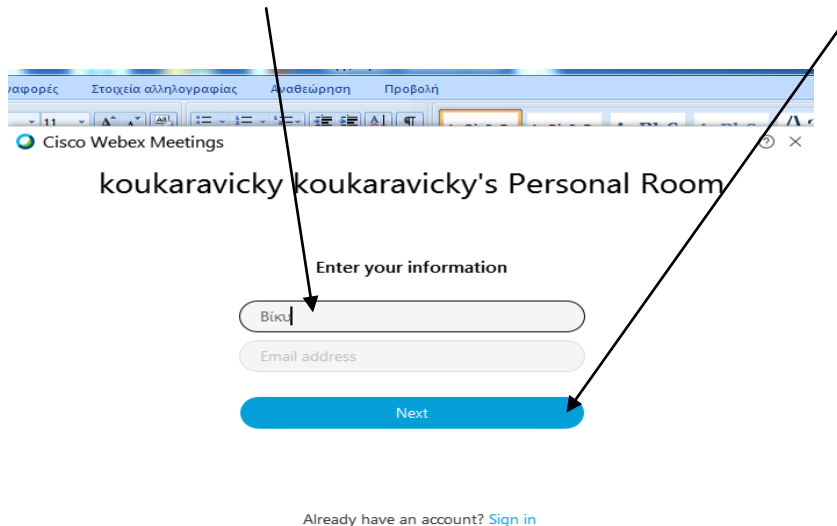 Στοιχεία αλληλογραφίας Αναθεώρηση Προβολή
11
Cisco Webex Meetings
koukaravicky koukaravicky's Personal Room
Enter your information
Βίκυ
Email address
Next
Already have an account? Sign in